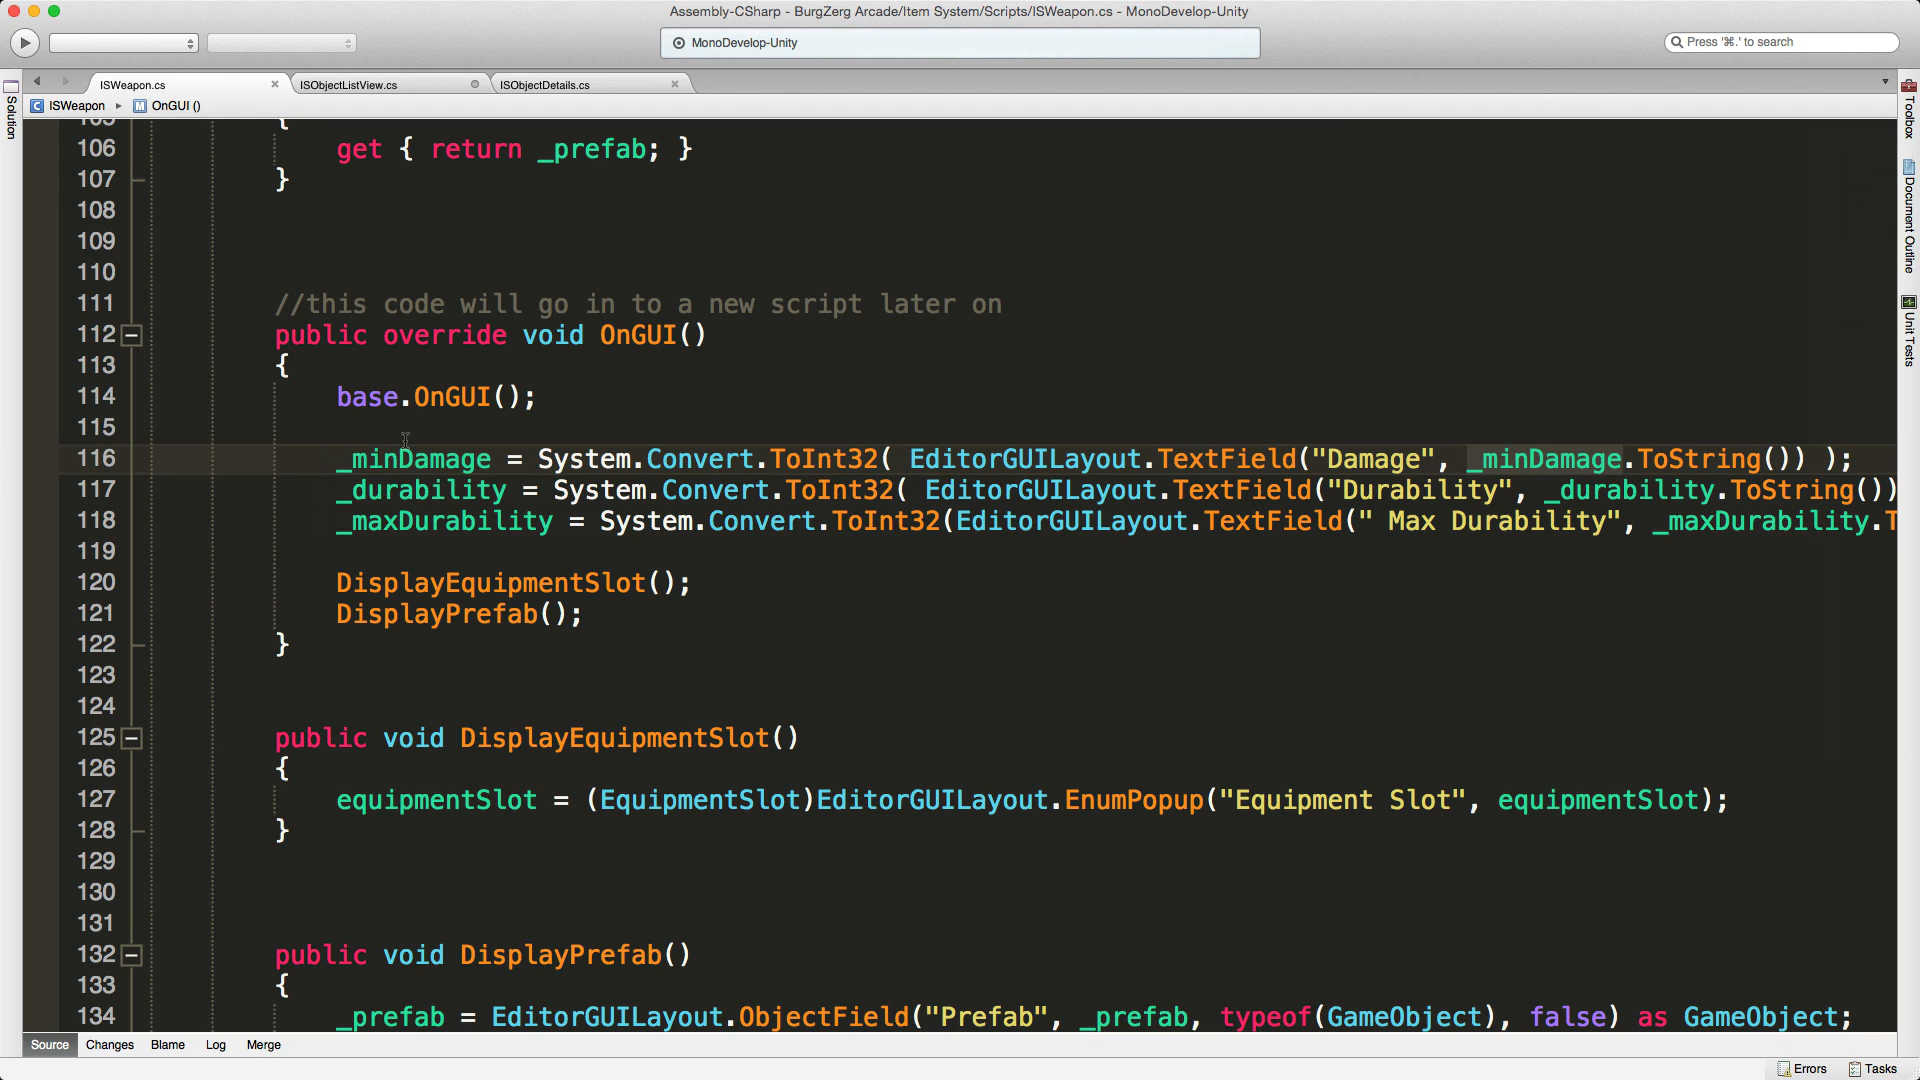 Assembly-CSharp - BurgZerg Arcade/Item System/Scripts/ISWeapon.cs - MonoDevelop-Unity
MonoDevelop-Unity
Press '⌘.' to search
ISWeapon.cs
ISObjectListView.cs
ISObjectDetails.cs
ISWeapon ▸ OnGUI ()
Solution
Toolbox
Document Outline
Unit Tests
105 {
106 get { return _prefab; }
107 }
108
109
110
111 //this code will go in to a new script later on
112 public override void OnGUI()
113 {
114 base.OnGUI();
115
116 _minDamage = System.Convert.ToInt32( EditorGUILayout.TextField("Damage", _minDamage.ToString()) );
117 _durability = System.Convert.ToInt32( EditorGUILayout.TextField("Durability", _durability.ToString())
118 _maxDurability = System.Convert.ToInt32(EditorGUILayout.TextField(" Max Durability", _maxDurability.T
119
120 DisplayEquipmentSlot();
121 DisplayPrefab();
122 }
123
124
125 public void DisplayEquipmentSlot()
126 {
127 equipmentSlot = (EquipmentSlot)EditorGUILayout.EnumPopup("Equipment Slot", equipmentSlot);
128 }
129
130
131
132 public void DisplayPrefab()
133 {
134 _prefab = EditorGUILayout.ObjectField("Prefab", _prefab, typeof(GameObject), false) as GameObject;
Source Changes Blame Log Merge
Errors Tasks